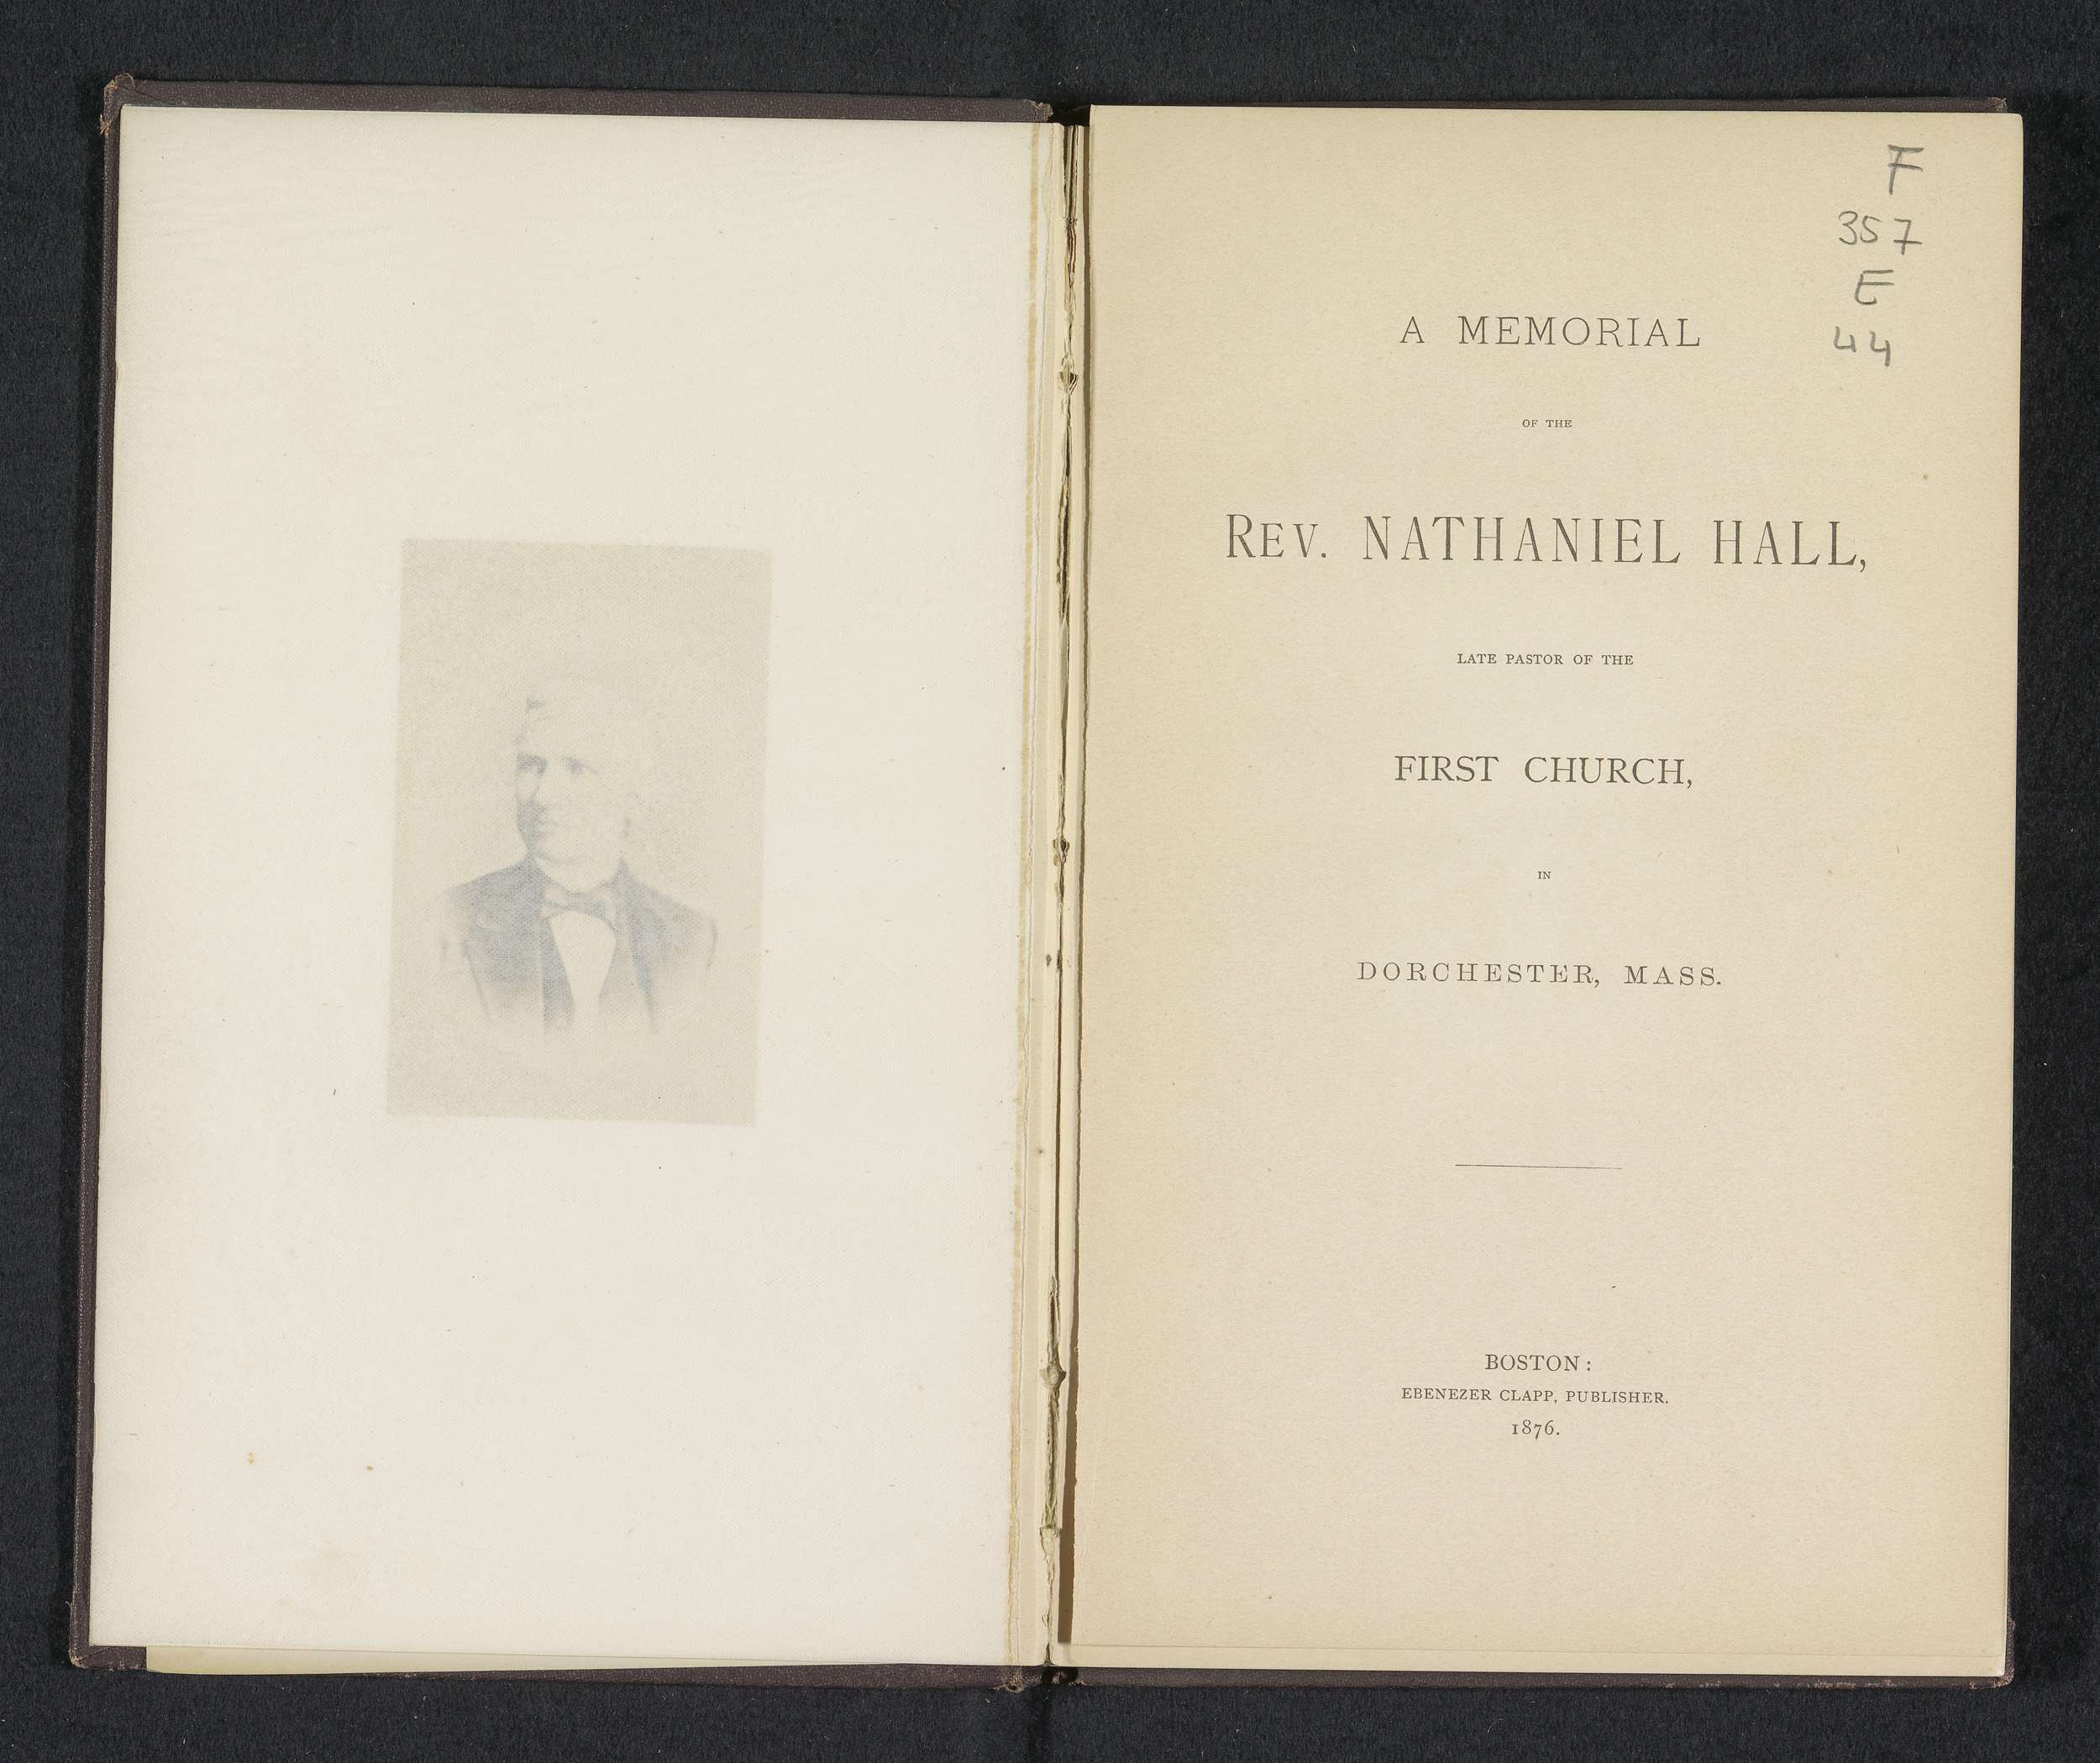 F
357
E
44
A MEMORIAL
OF THE
REV. NATHANIEL HALL,
LATE PASTOR OF THE
FIRST CHURCH,
IN
DORCHESTER, MASS.
BOSTON:
EBENEZER CLAPP, PUBLISHER.
1876.